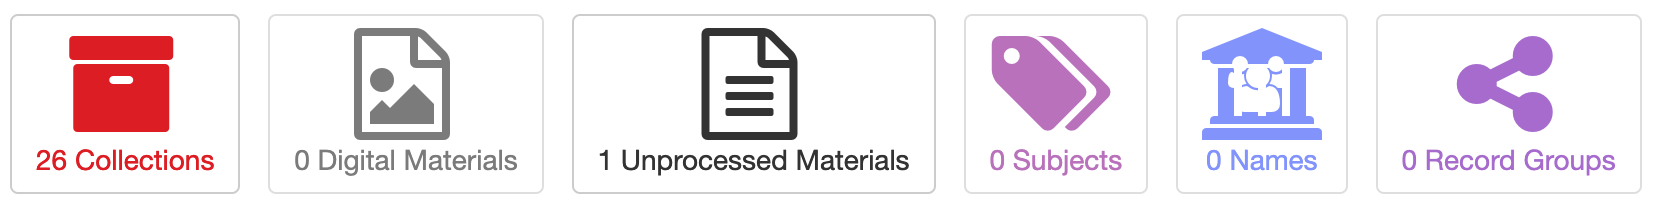 26 Collections
0 Digital Materials
1 Unprocessed Materials
0 Subjects
0 Names
0 Record Groups